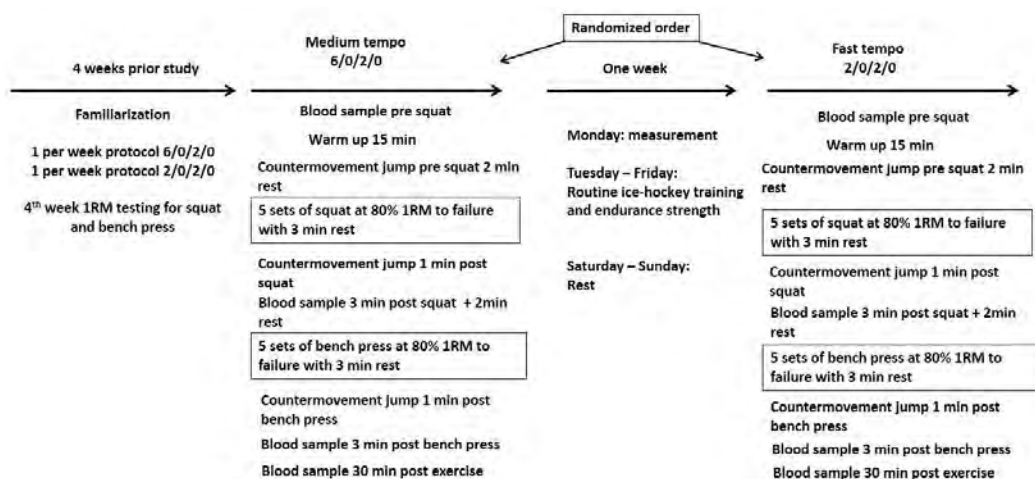 Randomized order
4 weeks prior study
Familiarization
1 per week protocol 6/0/2/0
1 per week protocol 2/0/2/0
4th week 1RM testing for squat
and bench press
Medium tempo
6/0/2/0
Blood sample pre squat
Warm up 15 min
Countermovement jump pre squat 2 min
rest
5 sets of squat at 80% 1RM to failure
with 3 min rest
Countermovement jump 1 min post
squat
Blood sample 3 min post squat + 2min
rest
5 sets of bench press at 80% 1RM to
failure with 3 min rest
Countermovement jump 1 min post
bench press
Blood sample 3 min post bench press
Blood sample 30 min post exercise
One week
Monday: measurement
Tuesday – Friday:
Routine ice-hockey training
and endurance strength
Saturday – Sunday:
Rest
Fast tempo
2/0/2/0
Blood sample pre squat
Warm up 15 min
Countermovement jump pre squat 2 min
rest
5 sets of squat at 80% 1RM to failure
with 3 min rest
Countermovement jump 1 min post
squat
Blood sample 3 min post squat + 2min
rest
5 sets of bench press at 80% 1RM to
failure with 3 min rest
Countermovement jump 1 min post
bench press
Blood sample 3 min post bench press
Blood sample 30 min post exercise